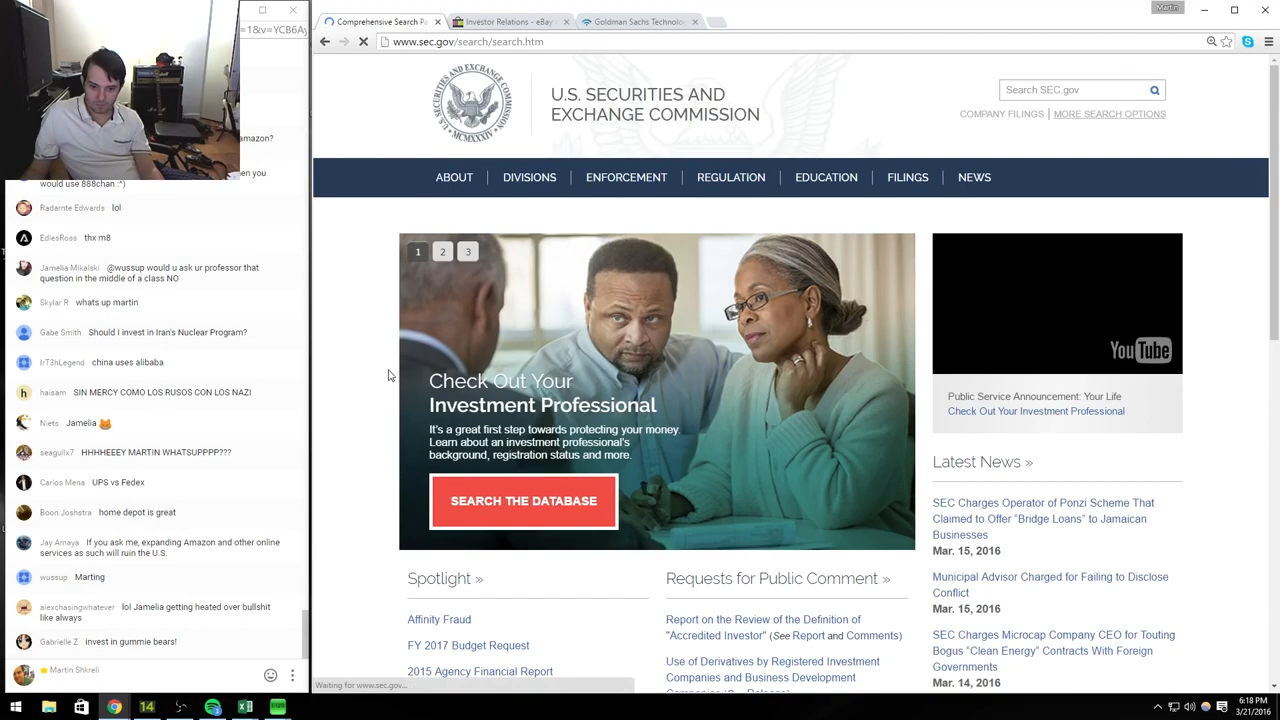 =1&v=YCB6Ay
amazon?
en you
would use 888chan :^)
Radarnte Edwards lol
EdlesRoss thx m8
Jamelia Mikalski @wussup would u ask ur professor that
question in the middle of a class NO
Skylar R whats up martin
Gabe Smith Should I invest in Iran's Nuclear Program?
IrT3hLegend china uses alibaba
haisam SIN MERCY COMO LOS RUSOS CON LOS NAZI
Niets Jamelia
seagullx7 HHHHEEEY MARTIN WHATSUPPPP???
Carlos Mena UPS vs Fedex
Boon Joshstra home depot is great
Jay Amaya If you ask me, expanding Amazon and other online
services as such will ruin the U.S.
wussup Marting
alexchasingwhatever lol Jamelia getting heated over bullshit
like always
Gabrielle Z invest in gummie bears!
Martin Shkreli
Martin
Comprehensive Search Pa
Investor Relations - eBay
Goldman Sachs Technolo
www.sec.gov/search/search.htm
U.S. SECURITIES AND
EXCHANGE COMMISSION
SECURITIES AND EXCHANGE COMMISSION
MCMXXXIV
Search SEC.gov
COMPANY FILINGS | MORE SEARCH OPTIONS
ABOUT DIVISIONS ENFORCEMENT REGULATION EDUCATION FILINGS NEWS
1 2 3
Check Out Your
Investment Professional
It's a great first step towards protecting your money.
Learn about an investment professional's
background, registration status and more.
SEARCH THE DATABASE
YouTube
Public Service Announcement: Your Life
Check Out Your Investment Professional
Latest News »
SEC Charges Operator of Ponzi Scheme That
Claimed to Offer "Bridge Loans" to Jamaican
Businesses
Mar. 15, 2016
Municipal Advisor Charged for Failing to Disclose
Conflict
Mar. 15, 2016
SEC Charges Microcap Company CEO for Touting
Bogus "Clean Energy" Contracts With Foreign
Governments
Mar. 14, 2016
Spotlight »
Affinity Fraud
FY 2017 Budget Request
2015 Agency Financial Report
Requests for Public Comment »
Report on the Review of the Definition of
"Accredited Investor" (See Report and Comments)
Use of Derivatives by Registered Investment
Companies and Business Development
Waiting for www.sec.gov...
14
6:18 PM
3/21/2016